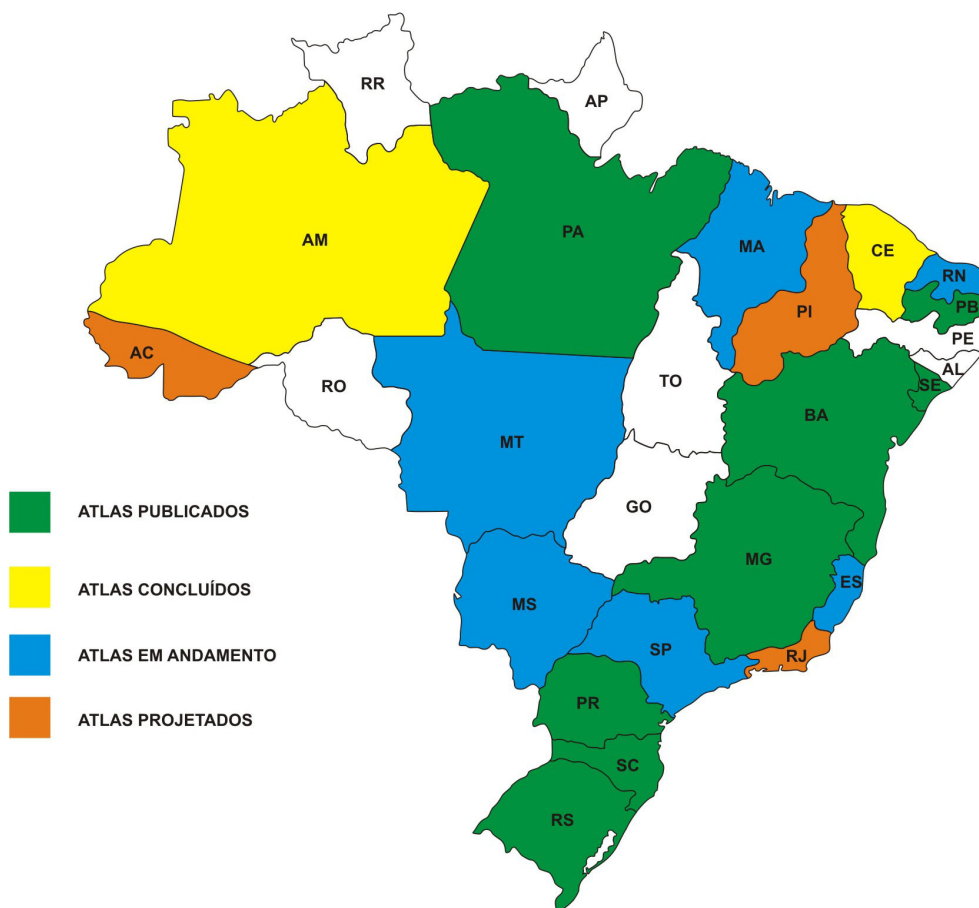 RR
AP
AM
PA
MA
CE
RN
PI
PB
PE
AC
AL
RO
TO
SE
BA
MT
GO
ATLAS PUBLICADOS
MG
ATLAS CONCLUÍDOS
ES
MS
SP
ATLAS EM ANDAMENTO
RJ
PR
ATLAS PROJETADOS
SC
RS